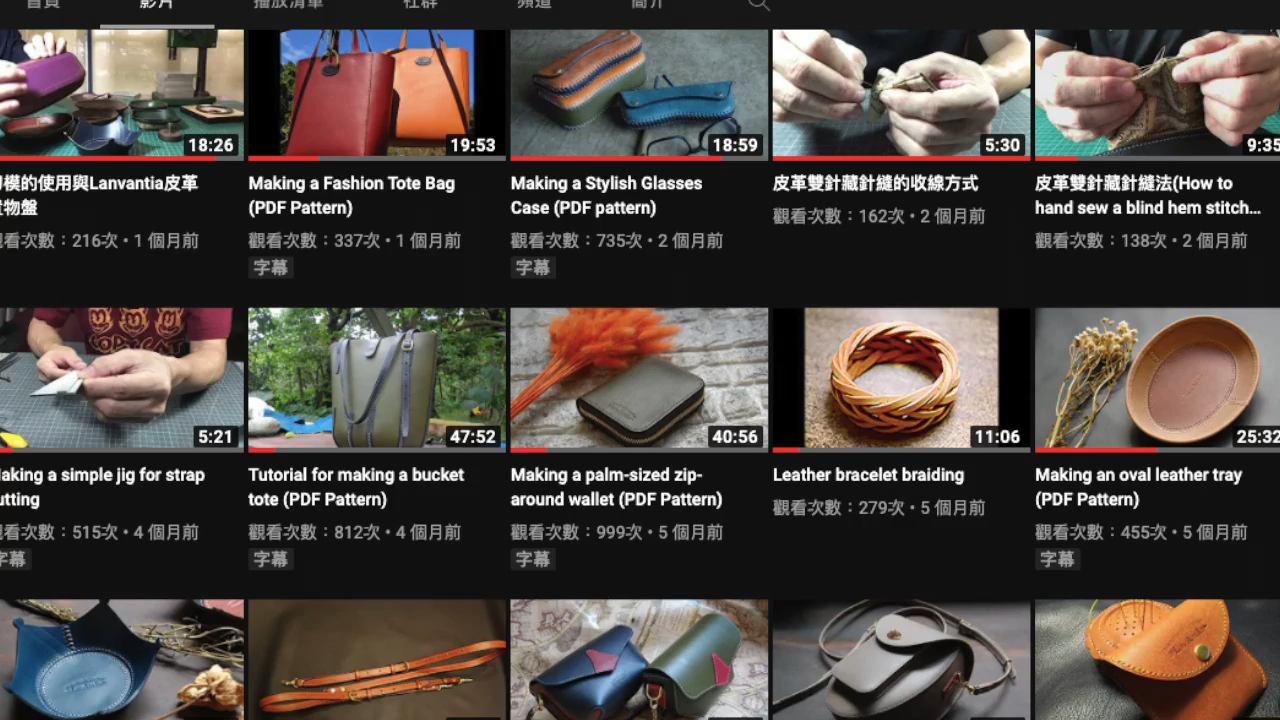 首頁 影片 播放清單 社群 頻道 簡介
18:26 19:53 18:59 5:30 9:35
模的使用與Lanvantia皮革
物盤
看次數：216次・1 個月前
Making a Fashion Tote Bag
(PDF Pattern)
觀看次數：337次・1 個月前
字幕
Making a Stylish Glasses
Case (PDF pattern)
觀看次數：735次・2 個月前
字幕
皮革雙針藏針縫的收線方式
觀看次數：162次・2 個月前
皮革雙針藏針縫法(How to
hand sew a blind hem stitch...
觀看次數：138次・2 個月前
5:21 47:52 40:56 11:06 25:32
aking a simple jig for strap
utting
看次數：515次・4 個月前
字幕
Tutorial for making a bucket
tote (PDF Pattern)
觀看次數：812次・4 個月前
字幕
Making a palm-sized zip-
around wallet (PDF Pattern)
觀看次數：999次・5 個月前
字幕
Leather bracelet braiding
觀看次數：279次・5 個月前
Making an oval leather tray
(PDF Pattern)
觀看次數：455次・5 個月前
字幕